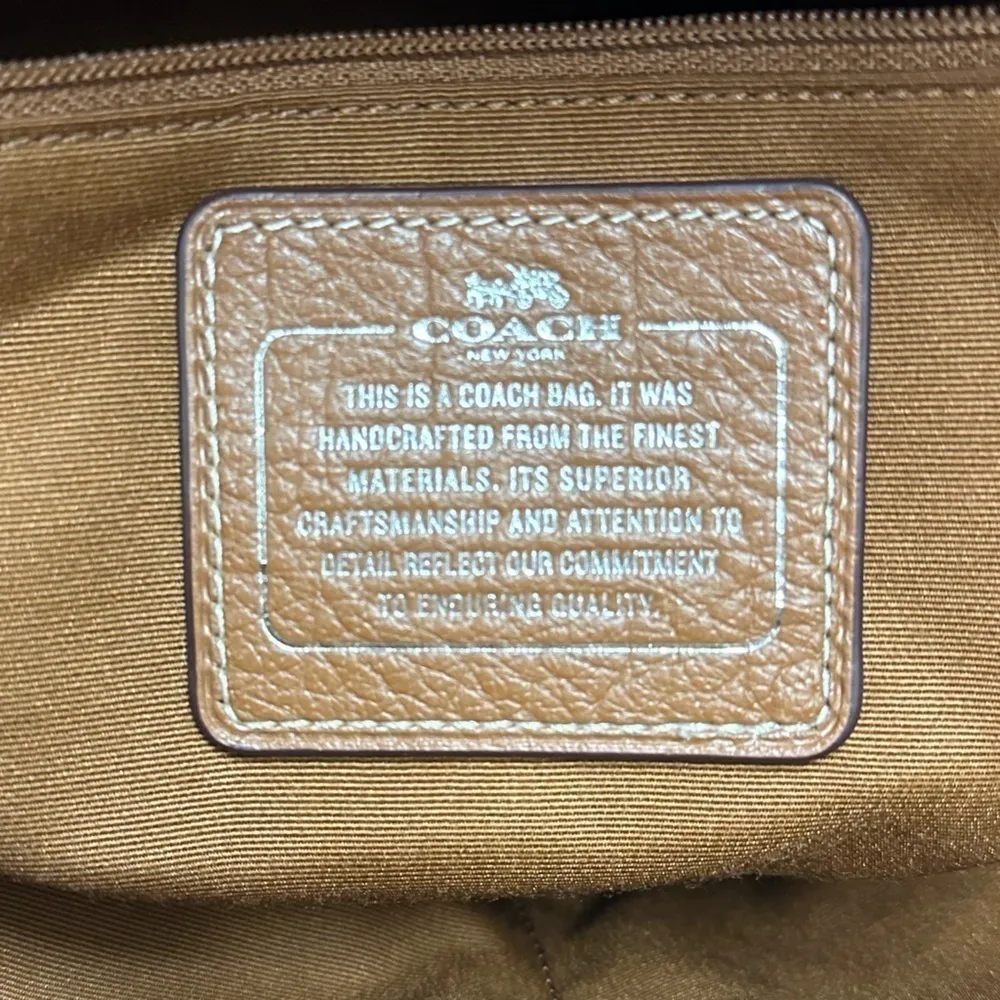 COACH
NEW YORK
THIS IS A COACH BAG. IT WAS
HANDCRAFTED FROM THE FINEST
MATERIALS. ITS SUPERIOR
CRAFTSMANSHIP AND ATTENTION TO
DETAIL REFLECT OUR COMMITMENT
TO ENDURING QUALITY.